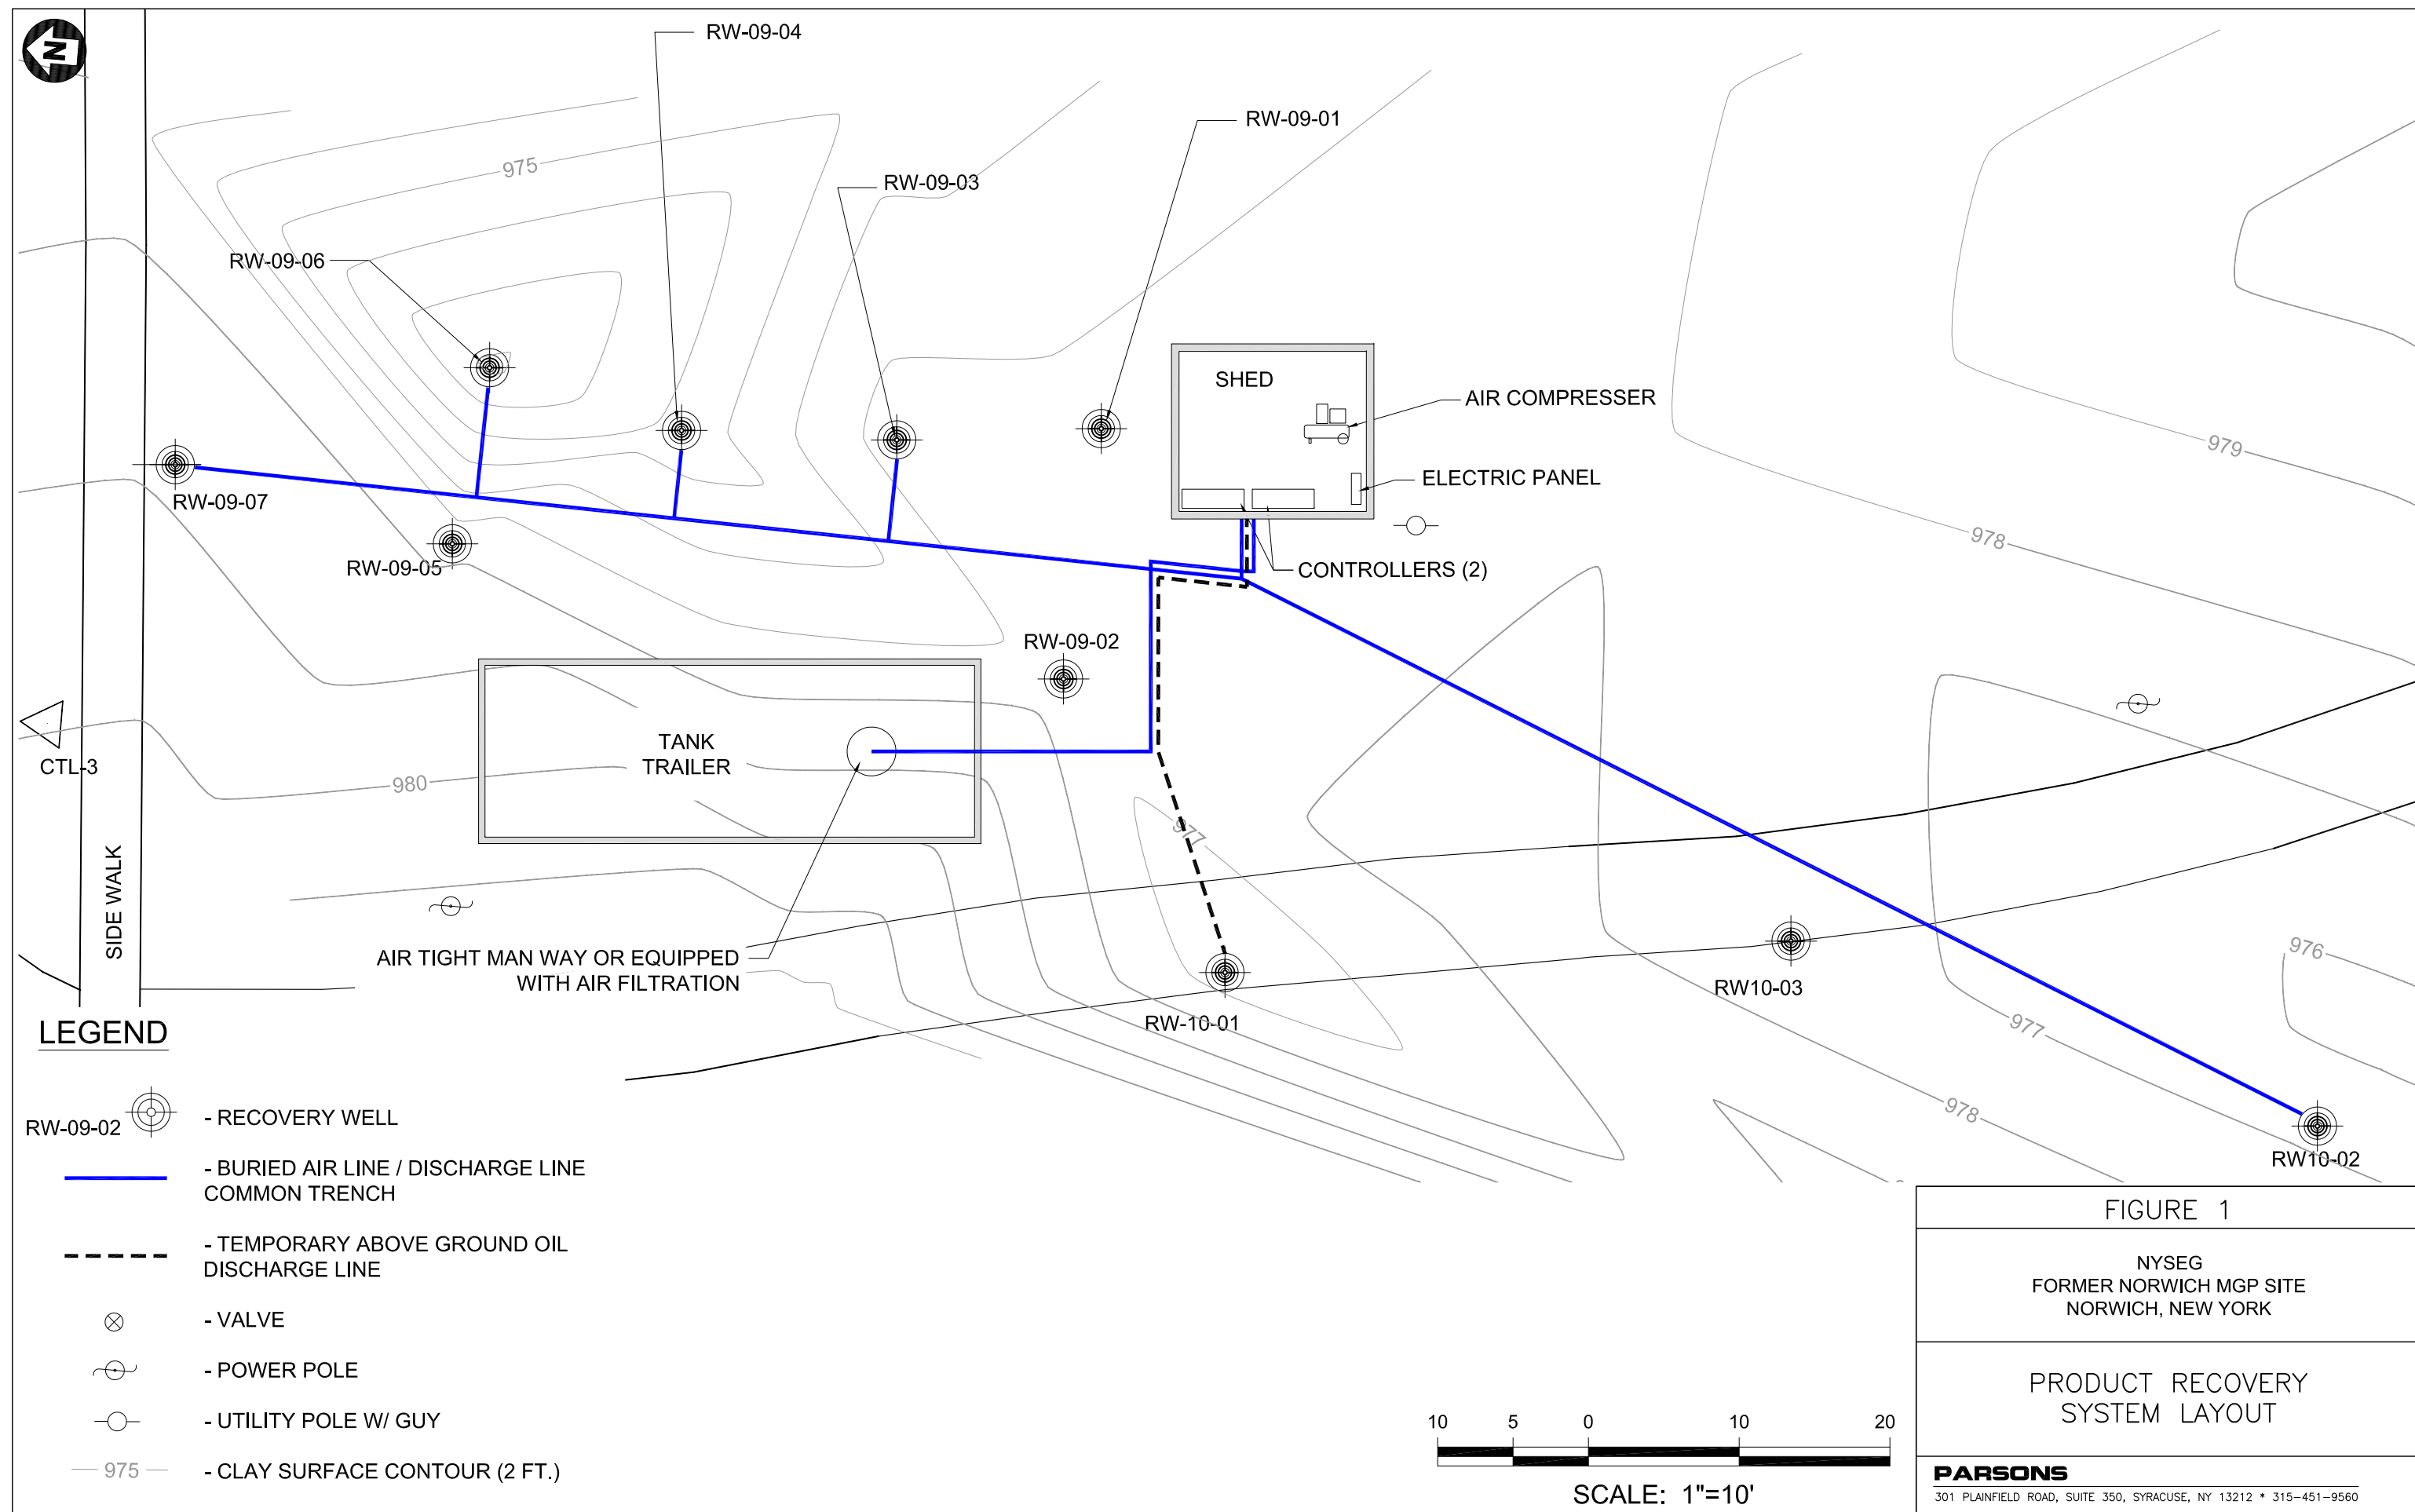 N
RW-09-04
RW-09-01
975
RW-09-03
RW-09-06
SHED
AIR COMPRESSER
979
ELECTRIC PANEL
RW-09-07
978
RW-09-05
CONTROLLERS (2)
RW-09-02
TANK
TRAILER
CTL-3
980
977
SIDE WALK
AIR TIGHT MAN WAY OR EQUIPPED
WITH AIR FILTRATION
976
RW10-03
RW-10-01
977
978
RW10-02
LEGEND
RW-09-02
- RECOVERY WELL
- BURIED AIR LINE / DISCHARGE LINE
COMMON TRENCH
- TEMPORARY ABOVE GROUND OIL
DISCHARGE LINE
- VALVE
- POWER POLE
- UTILITY POLE W/ GUY
975
- CLAY SURFACE CONTOUR (2 FT.)
10 5 0 10 20
SCALE: 1"=10'
FIGURE 1
NYSEG
FORMER NORWICH MGP SITE
NORWICH, NEW YORK
PRODUCT RECOVERY
SYSTEM LAYOUT
PARSONS
301 PLAINFIELD ROAD, SUITE 350, SYRACUSE, NY 13212 * 315-451-9560